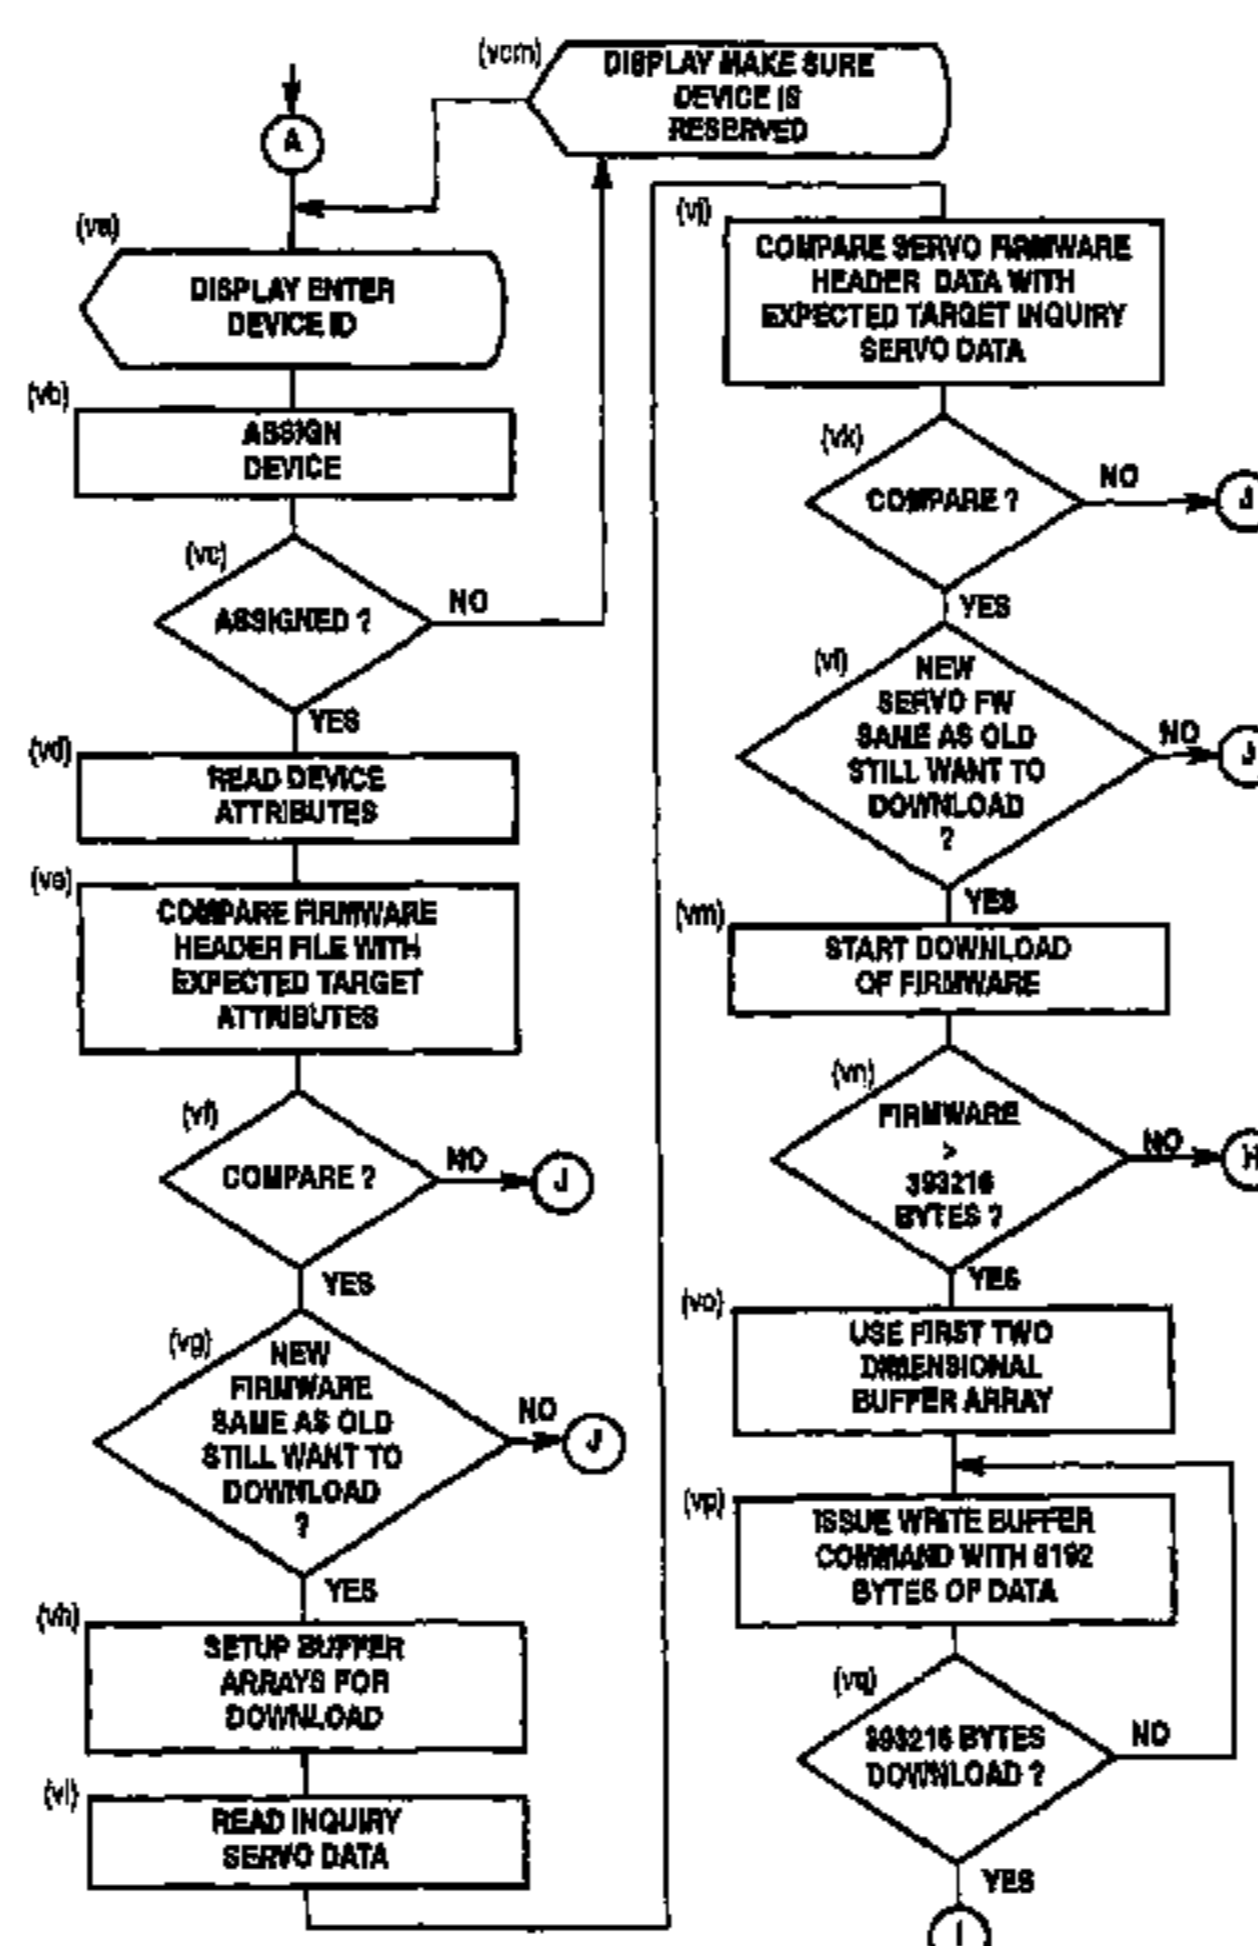 (vcm)
DISPLAY MAKE SURE
DEVICE IS
RESERVED
A
(va)
DISPLAY ENTER
DEVICE ID
(vb)
ASSIGN
DEVICE
(vc)
ASSIGNED ?
NO
YES
(vd)
READ DEVICE
ATTRIBUTES
(ve)
COMPARE FIRMWARE
HEADER FILE WITH
EXPECTED TARGET
ATTRIBUTES
(vf)
COMPARE ?
NO
J
YES
(vg)
NEW
FIRMWARE
SAME AS OLD
STILL WANT TO
DOWNLOAD
?
NO
J
YES
(vh)
SETUP BUFFER
ARRAYS FOR
DOWNLOAD
(vi)
READ INQUIRY
SERVO DATA
(vj)
COMPARE SERVO FIRMWARE
HEADER DATA WITH
EXPECTED TARGET INQUIRY
SERVO DATA
(vk)
COMPARE ?
NO
J
YES
(vl)
NEW
SERVO FW
SAME AS OLD
STILL WANT TO
DOWNLOAD
?
NO
J
YES
(vm)
START DOWNLOAD
OF FIRMWARE
(vn)
FIRMWARE
>
393216
BYTES ?
NO
H
YES
(vo)
USE FIRST TWO
DIMENSIONAL
BUFFER ARRAY
(vp)
ISSUE WRITE BUFFER
COMMAND WITH 8192
BYTES OF DATA
(vq)
393216 BYTES
DOWNLOAD ?
NO
YES
I